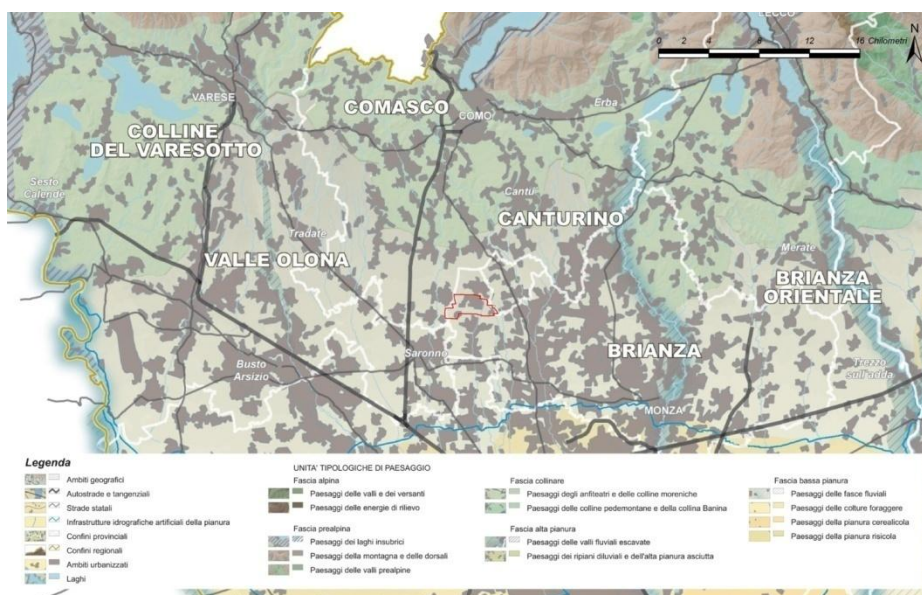 LECCO
N
0 2 4 8 12 16 Chilometri
VARESE
COMASCO
COMO
Erba
COLLINE
DEL VARESOTTO
Sesto
Calende
Cantù
CANTURINO
Tradate
VALLE OLONA
Merate
BRIANZA
ORIENTALE
Saronno
BRIANZA
Busto
Arsizio
Trezzo
sull'adda
MONZA
Legenda
Ambiti geografici
Autostrade e tangenziali
Strade statali
Infrastrutture idrografiche artificiali della pianura
Confini provinciali
Confini regionali
Ambiti urbanizzati
Laghi
UNITA' TIPOLOGICHE DI PAESAGGIO
Fascia alpina
Paesaggi delle valli e dei versanti
Paesaggi delle energie di rilievo
Fascia prealpina
Paesaggi dei laghi insubrici
Paesaggi della montagna e delle dorsali
Paesaggi delle valli prealpine
Fascia collinare
Paesaggi degli anfiteatri e delle colline moreniche
Paesaggi delle colline pedemontane e della collina Banina
Fascia alta pianura
Paesaggi delle valli fluviali escavate
Paesaggi dei ripiani diluviali e dell'alta pianura asciutta
Fascia bassa pianura
Paesaggi delle fasce fluviali
Paesaggi delle colture foraggere
Paesaggi della pianura cerealicola
Paesaggi della pianura risicola